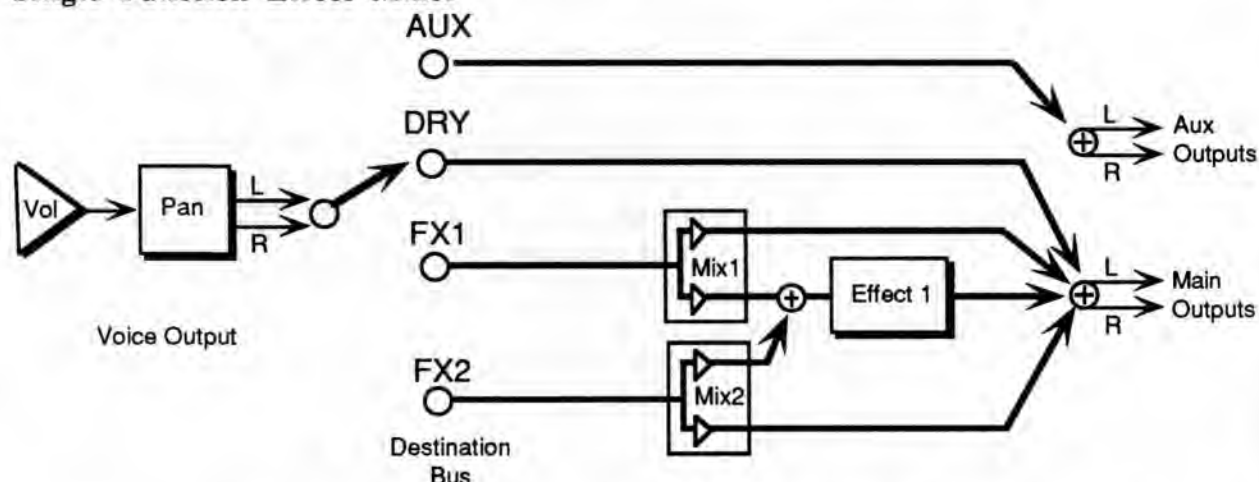 AUX
L
Aux
Outputs
R
DRY
Vol
Pan
L
R
FX1
Mix1
Effect 1
L
Main
Outputs
R
Voice Output
FX2
Mix2
Destination
Bus